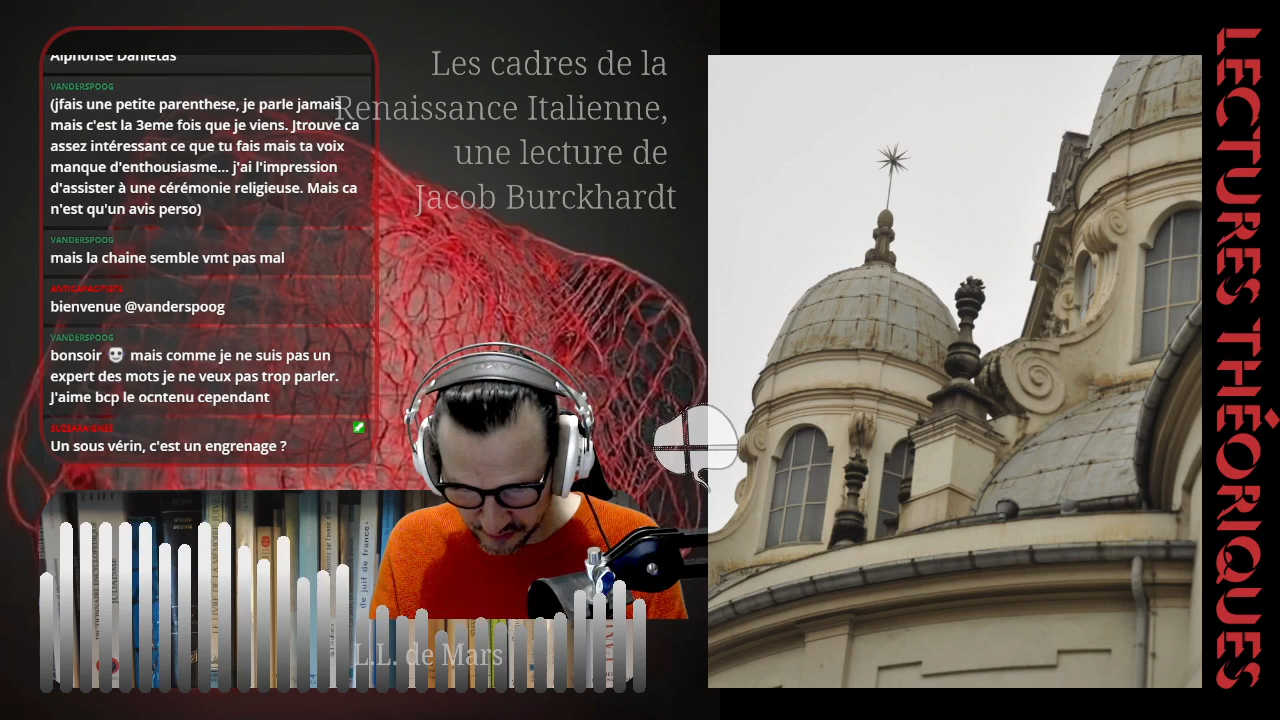 Alphonse Danietas
VANDERSPOOG
(jfais une petite parenthese, je parle jamais
mais c'est la 3eme fois que je viens. Jtrouve ca
assez intéressant ce que tu fais mais ta voix
manque d'enthousiasme... j'ai l'impression
d'assister à une cérémonie religieuse. Mais ca
n'est qu'un avis perso)
VANDERSPOOG
mais la chaine semble vmt pas mal
bienvenue @vanderspoog
VANDERSPOOG
bonsoir mais comme je ne suis pas un
expert des mots je ne veux pas trop parler.
J'aime bcp le ocntenu cependant
Un sous vérin, c'est un engrenage ?
Les cadres de la
Renaissance Italienne,
une lecture de
Jacob Burckhardt
de juif de france.
L.L. de Mars
LECTURES THÉORIQUES